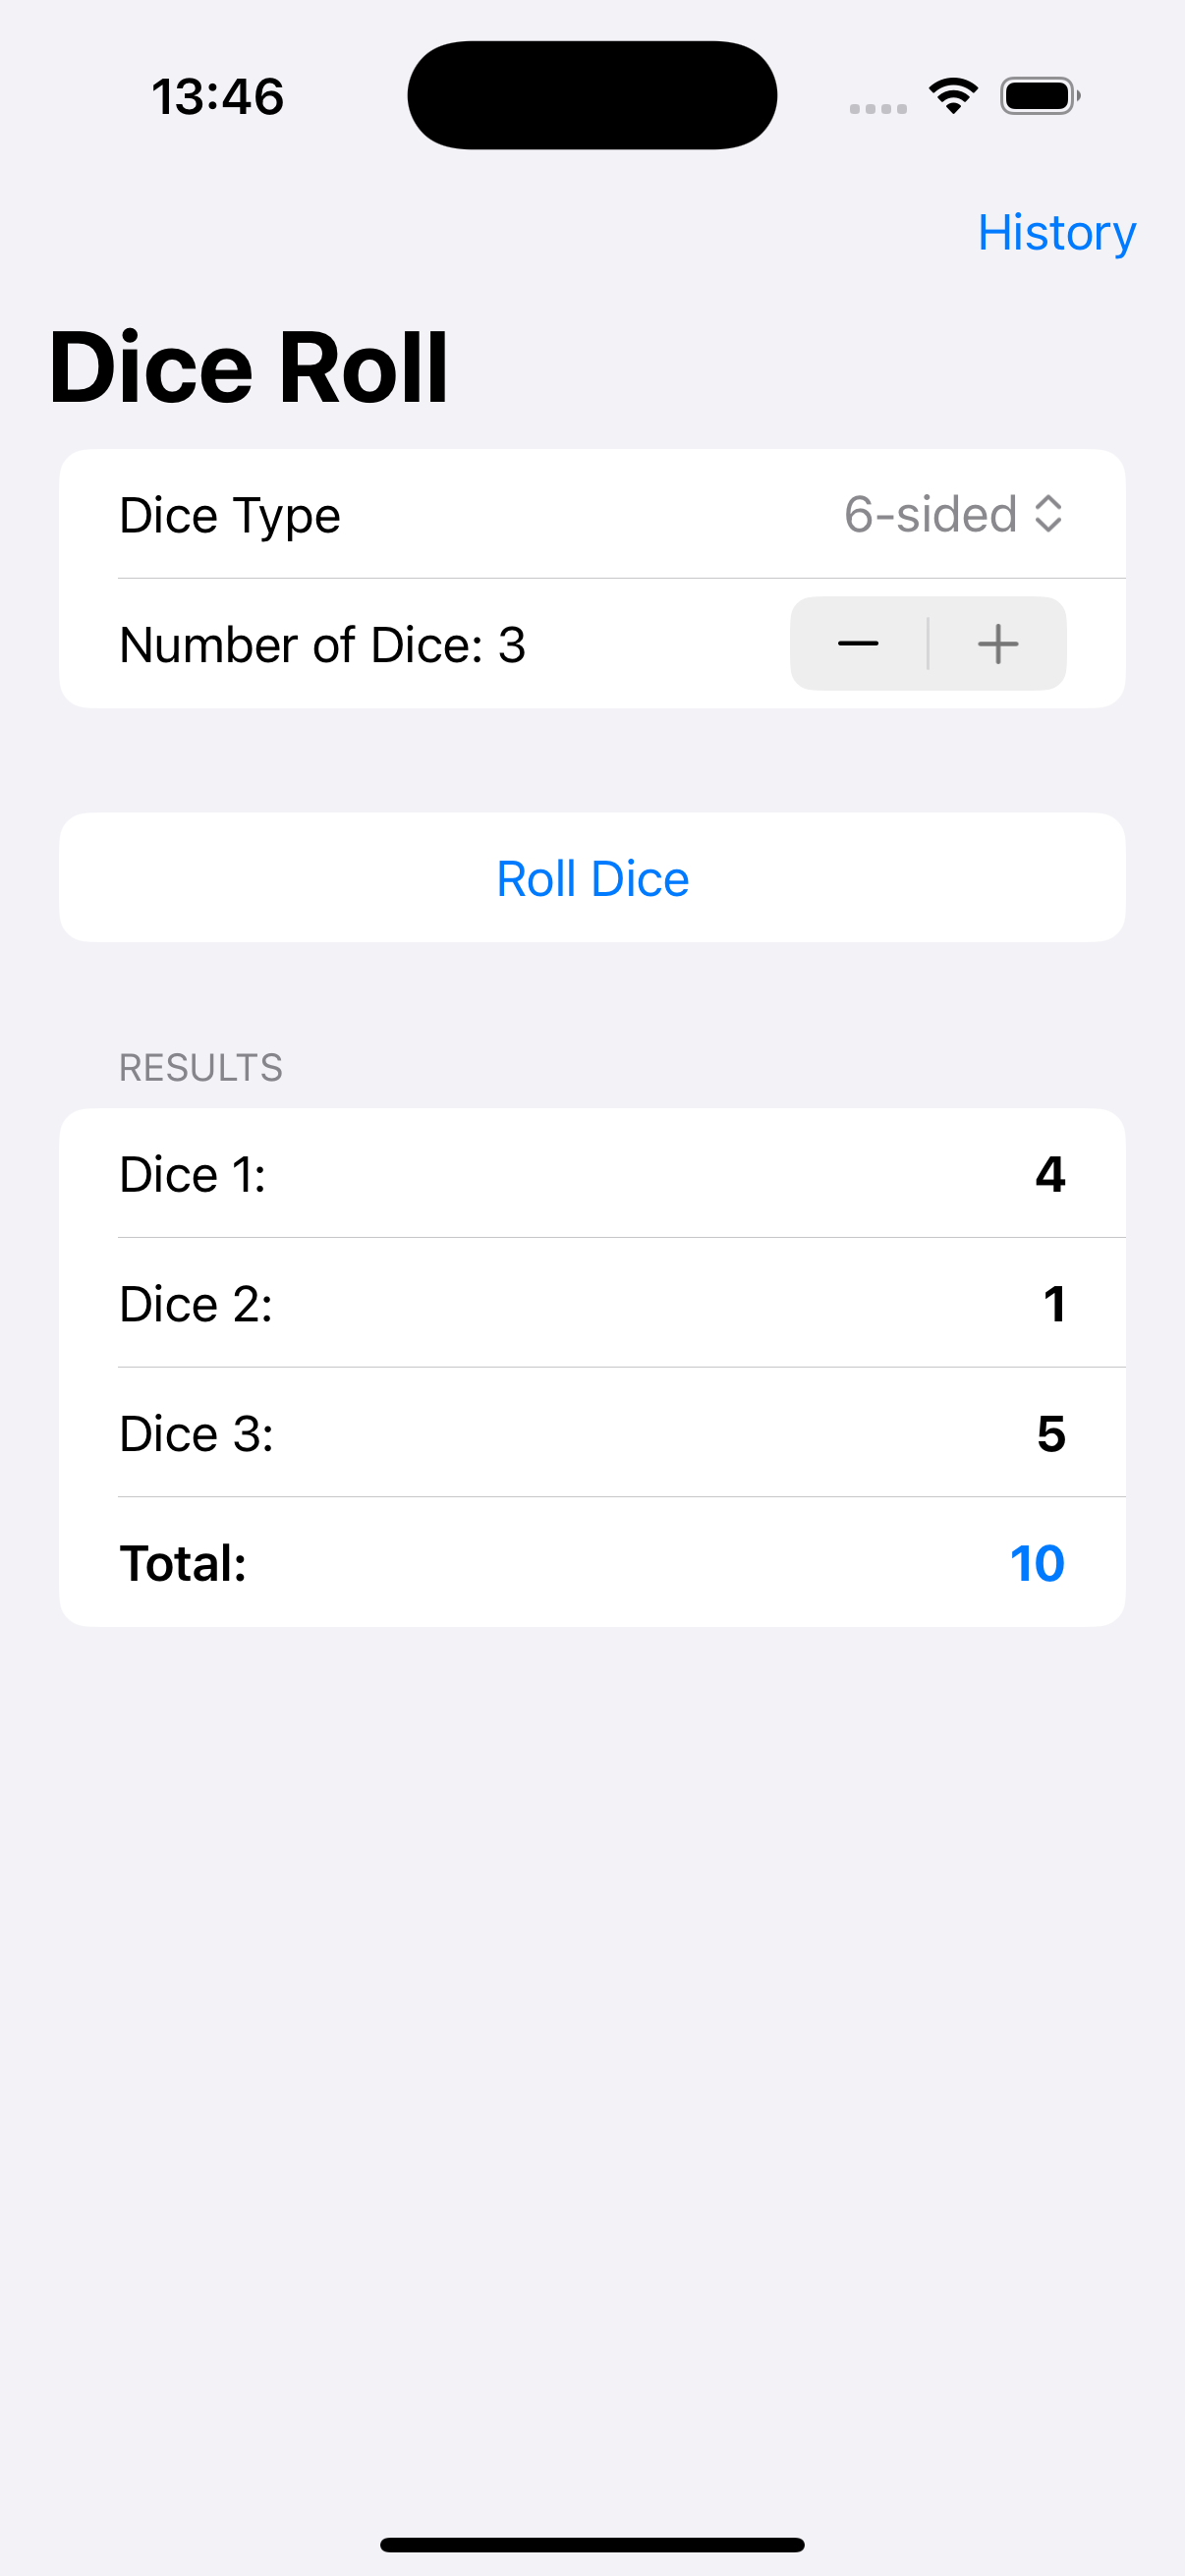 13:46
History
Dice Roll
Dice Type 6-sided
Number of Dice: 3
Roll Dice
RESULTS
Dice 1: 4
Dice 2: 1
Dice 3: 5
Total: 10